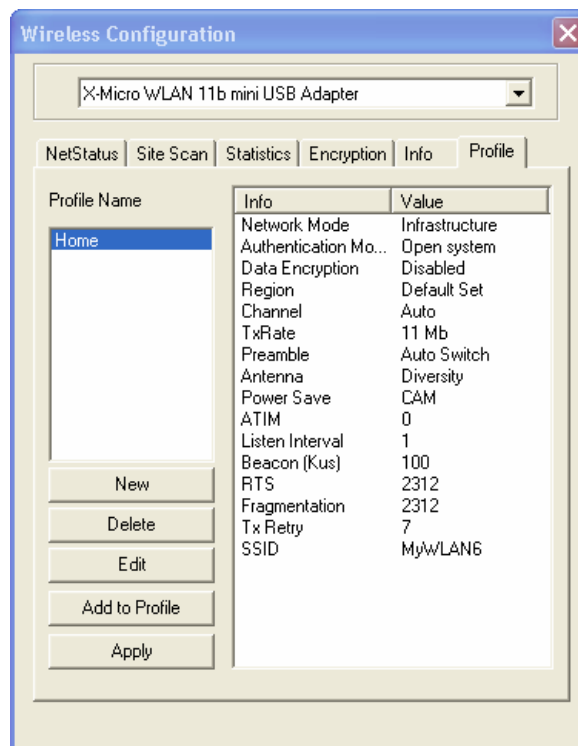 Wireless Configuration
X-Micro WLAN 11b mini USB Adapter
NetStatus Site Scan Statistics Encryption Info Profile
Profile Name
Home
New
Delete
Edit
Add to Profile
Apply
Info Value
Network Mode Infrastructure
Authentication Mo... Open system
Data Encryption Disabled
Region Default Set
Channel Auto
TxRate 11 Mb
Preamble Auto Switch
Antenna Diversity
Power Save CAM
ATIM 0
Listen Interval 1
Beacon (Kus) 100
RTS 2312
Fragmentation 2312
Tx Retry 7
SSID MyWLAN6